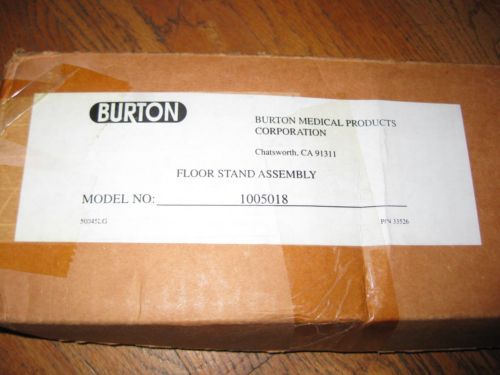 BURTON
BURTON MEDICAL PRODUCTS
CORPORATION
Chatsworth, CA 91311
FLOOR STAND ASSEMBLY
MODEL NO: 1005018
P/N 33526